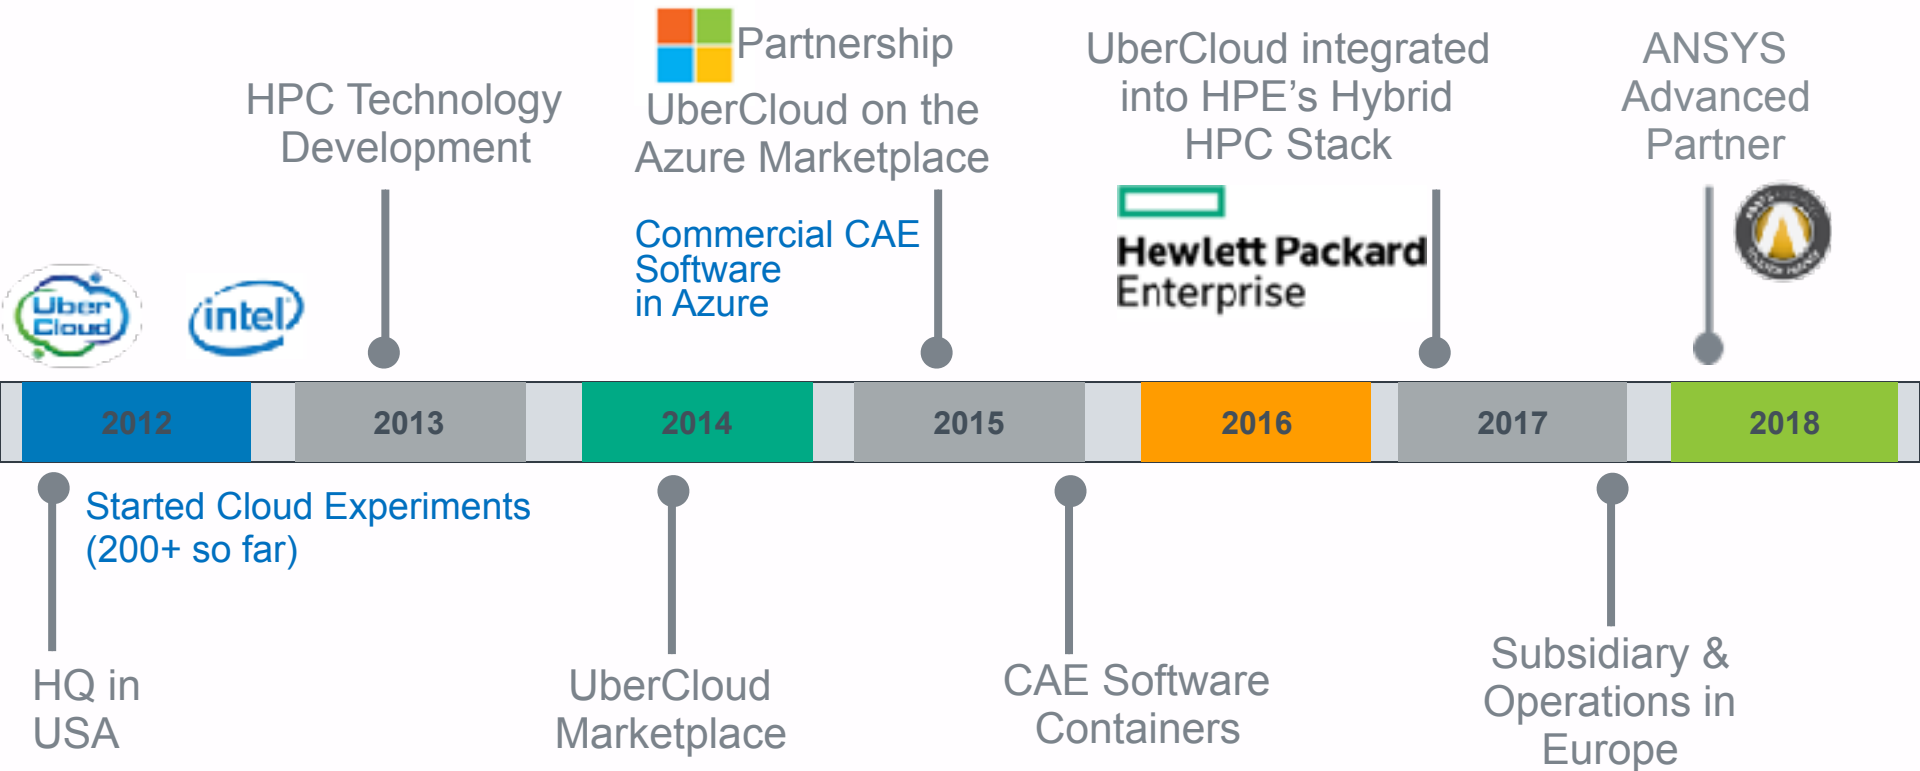 HPC Technology
Development
Partnership
UberCloud on the
Azure Marketplace
Commercial CAE
Software
in Azure
UberCloud integrated
into HPE's Hybrid
HPC Stack
Hewlett Packard
Enterprise
ANSYS
Advanced
Partner
Uber
Cloud
intel
2012
2013
2014
2015
2016
2017
2018
Started Cloud Experiments
(200+ so far)
HQ in
USA
UberCloud
Marketplace
CAE Software
Containers
Subsidiary &
Operations in
Europe